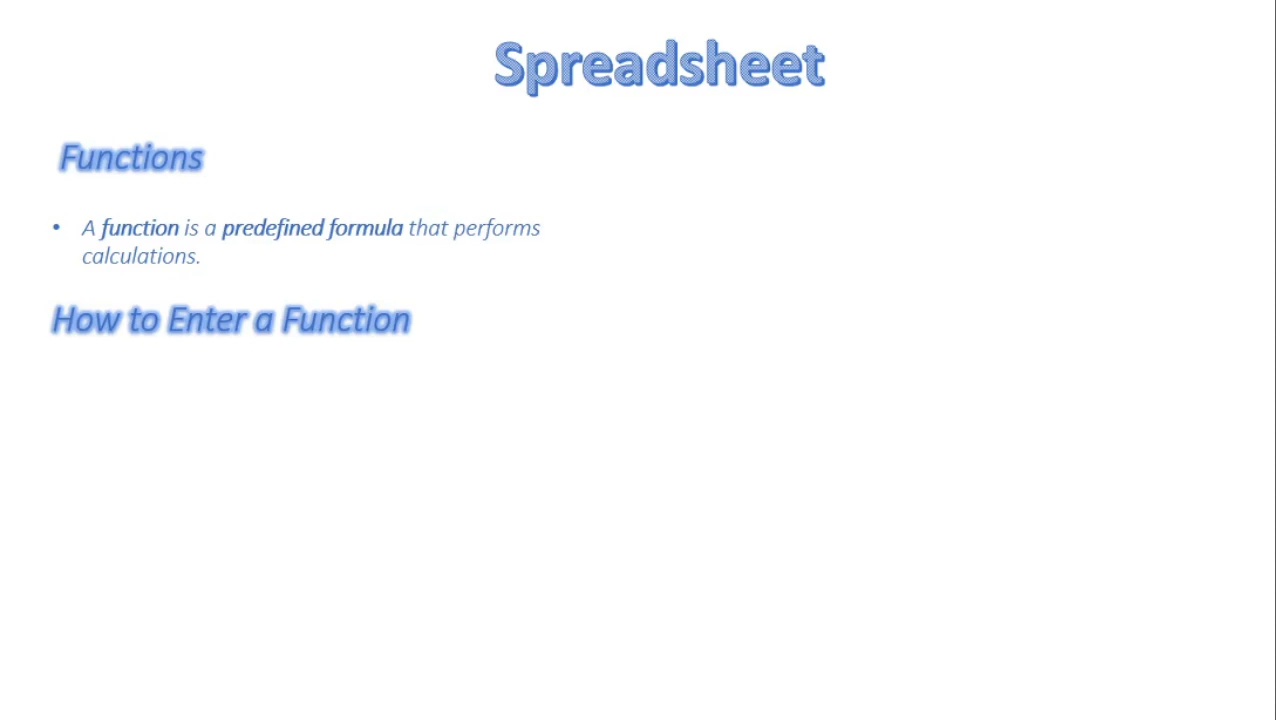 Spreadsheet
Functions
• A function is a predefined formula that performs
calculations.
How to Enter a Function